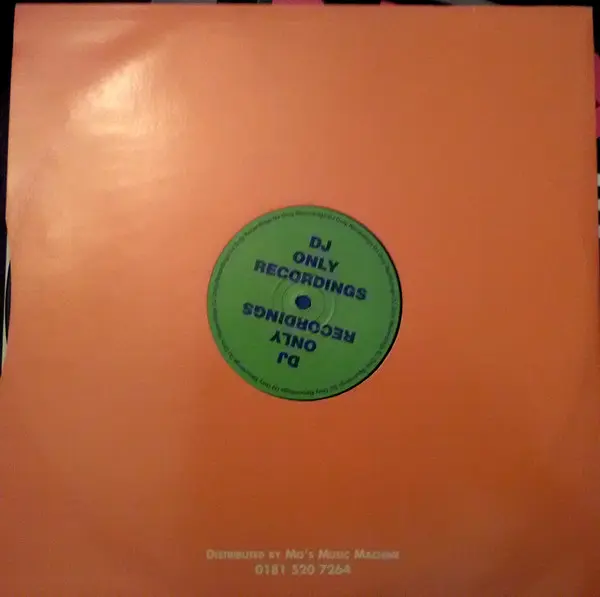 DJ
ONLY
RECORDINGS
DJ
ONLY
RECORDINGS
DISTRIBUTED BY MO'S MUSIC MACHINE
0181 520 7264